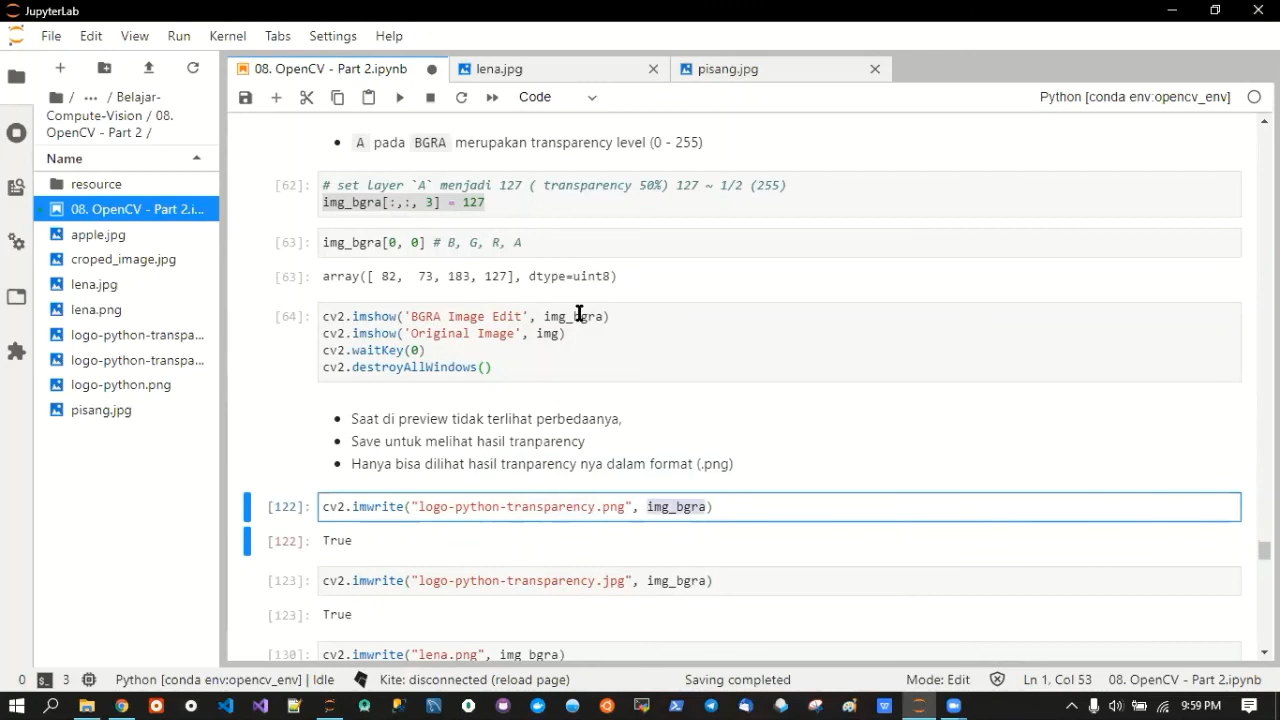 JupyterLab
File Edit View Run Kernel Tabs Settings Help
08. OpenCV - Part 2.ipynb
lena.jpg
pisang.jpg
/ ... / Belajar-
Compute-Vision / 08.
OpenCV - Part 2 /
Code
Python [conda env:opencv_env]
Name
resource
08. OpenCV - Part 2.i...
apple.jpg
croped_image.jpg
lena.jpg
lena.png
logo-python-transpa...
logo-python-transpa...
logo-python.png
pisang.jpg
A pada BGRA merupakan transparency level (0 - 255)
[62]: # set layer `A` menjadi 127 ( transparency 50%) 127 ~ 1/2 (255)
img_bgra[:,:, 3] = 127
[63]: img_bgra[0, 0] # B, G, R, A
[63]: array([ 82, 73, 183, 127], dtype=uint8)
[64]: cv2.imshow('BGRA Image Edit', img_bgra)
cv2.imshow('Original Image', img)
cv2.waitKey(0)
cv2.destroyAllWindows()
Saat di preview tidak terlihat perbedaanya,
Save untuk melihat hasil tranparency
Hanya bisa dilihat hasil tranparency nya dalam format (.png)
[122]: cv2.imwrite("logo-python-transparency.png", img_bgra)
[122]: True
[123]: cv2.imwrite("logo-python-transparency.jpg", img_bgra)
[123]: True
[130]: cv2.imwrite("lena.png", img_bgra)
0 3 Python [conda env:opencv_env] | Idle Kite: disconnected (reload page) Saving completed Mode: Edit Ln 1, Col 53 08. OpenCV - Part 2.ipynb
9:59 PM